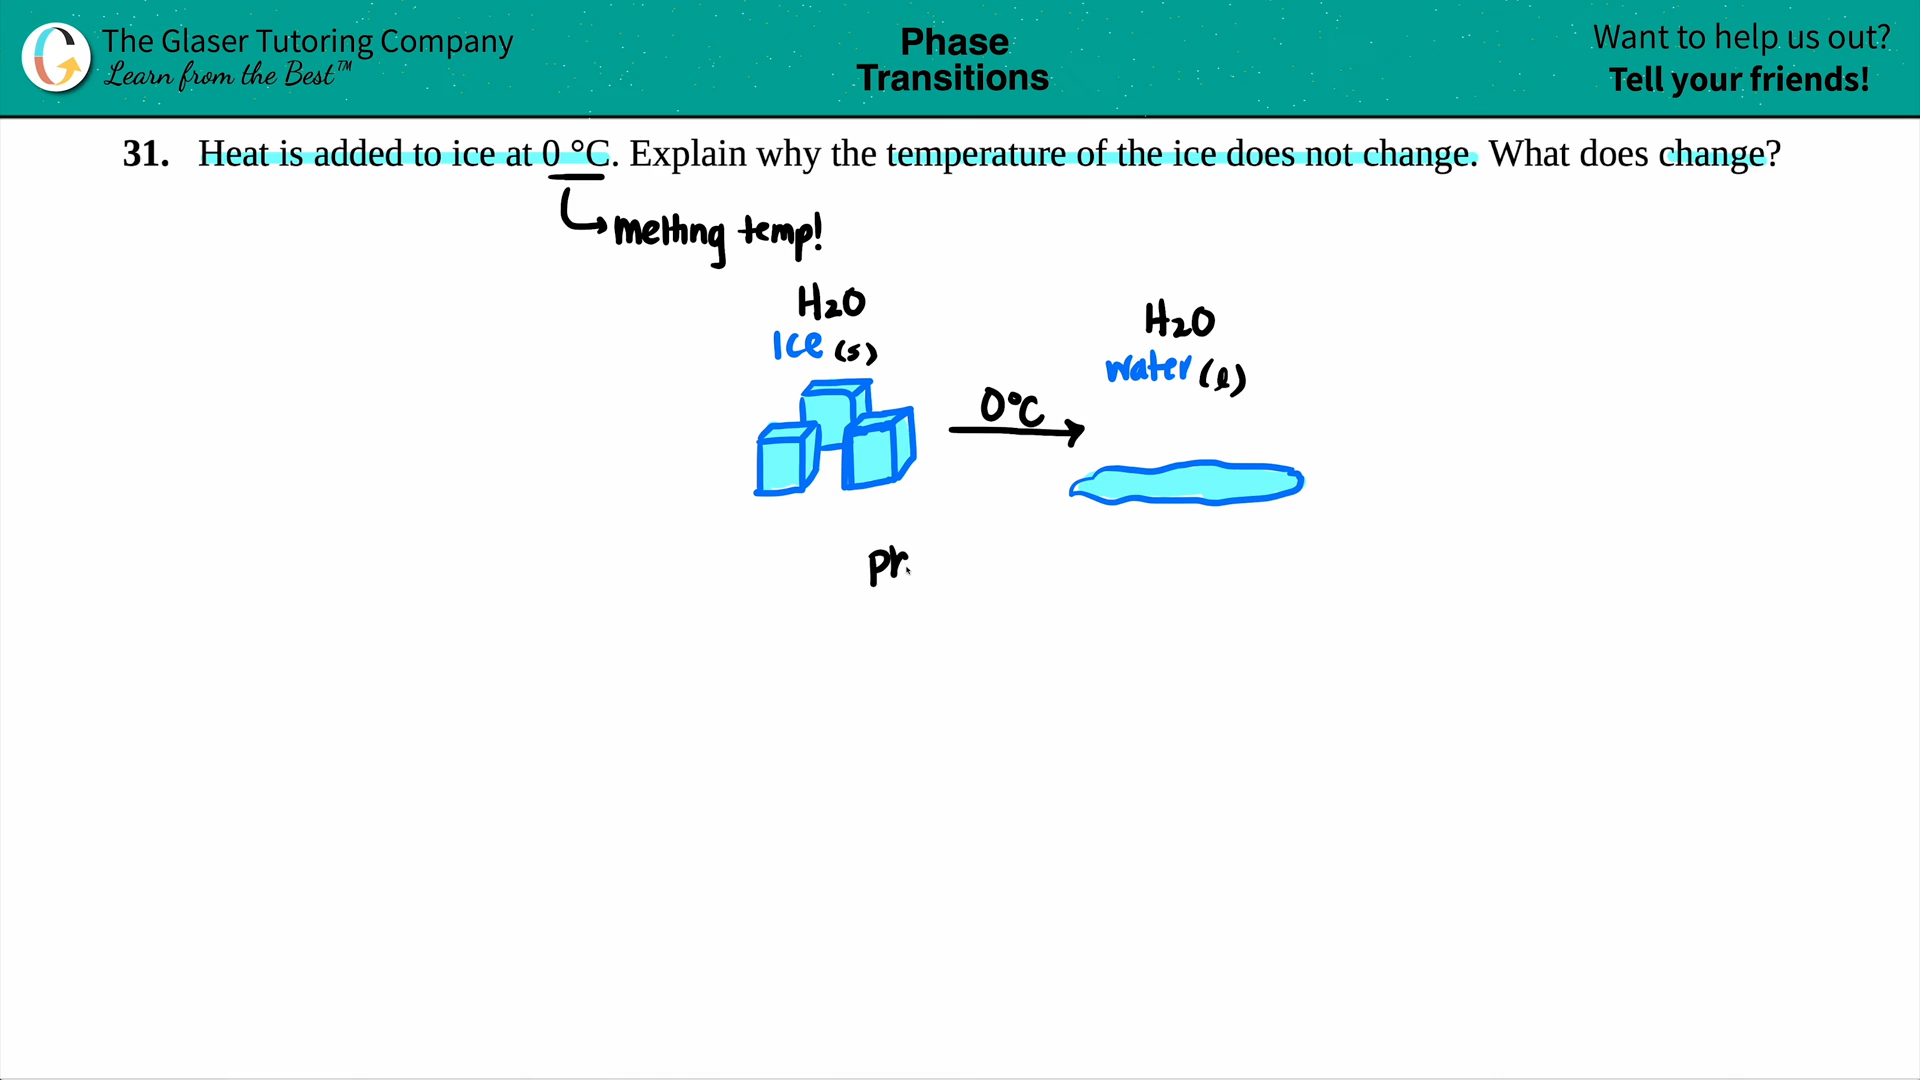 The Glaser Tutoring Company
Learn from the Best™
Phase
Transitions
Want to help us out?
Tell your friends!
31. Heat is added to ice at 0 °C. Explain why the temperature of the ice does not change. What does change?
melting temp!
H2O
Ice (s)
H2O
water (l)
0°C
pr